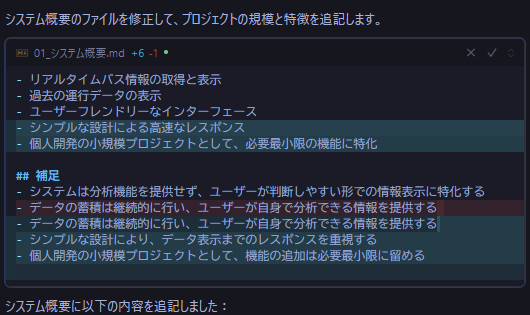 システム概要のファイルを修正して、プロジェクトの規模と特徴を追記します。
01_システム概要.md +6 -1
- リアルタイムバス情報の取得と表示
- 過去の運行データの表示
- ユーザーフレンドリーなインターフェース
- シンプルな設計による高速なレスポンス
- 個人開発の小規模プロジェクトとして、必要最小限の機能に特化
## 補足
- システムは分析機能を提供せず、ユーザーが判断しやすい形での情報表示に特化する
- データの蓄積は継続的に行い、ユーザーが自身で分析できる情報を提供する
- データの蓄積は継続的に行い、ユーザーが自身で分析できる情報を提供する
- シンプルな設計により、データ表示までのレスポンスを重視する
- 個人開発の小規模プロジェクトとして、機能の追加は必要最小限に留める
システム概要に以下の内容を追記しました：